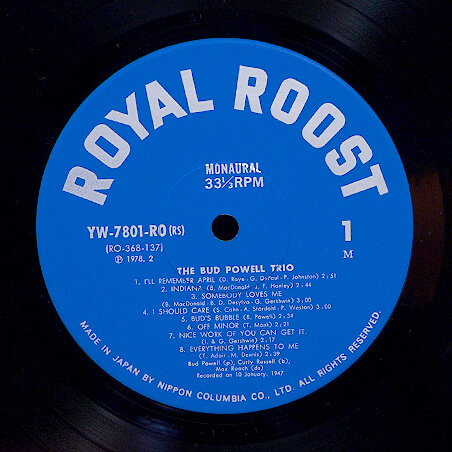 ROYAL ROOST
MONAURAL
33⅓RPM
YW-7801-RO(RS)
(RO-368-137)
Ⓟ 1978. 2
1
M
THE BUD POWELL TRIO
1. I'LL REMEMBER APRIL (D. Raye - G. DePaul - P. Johnston) 2:51
2. INDIANA (B. MacDonald - J. F. Hanley) 2:44
3. SOMEBODY LOVES ME
(B. MacDonald - B. D. Desylva - G. Gershwin) 3:00
4. I SHOULD CARE (S. Cahn - A. Stordahl - P. Weston) 3:00
5. BUD'S BUBBLE (B. Powell) 2:34
6. OFF MINOR (T. Monk) 2:21
7. NICE WORK OF YOU CAN GET IT.
(I. & G. Gershwin) 2:17
8. EVERYTHING HAPPENS TO ME
(T. Adair - M. Dennis) 2:39
Bud Powell (p), Curly Russell (b),
Max Roach (ds)
Recorded on 10 January, 1947
MADE IN JAPAN BY NIPPON COLUMBIA CO., LTD. ALL RIGHTS RESERVED.